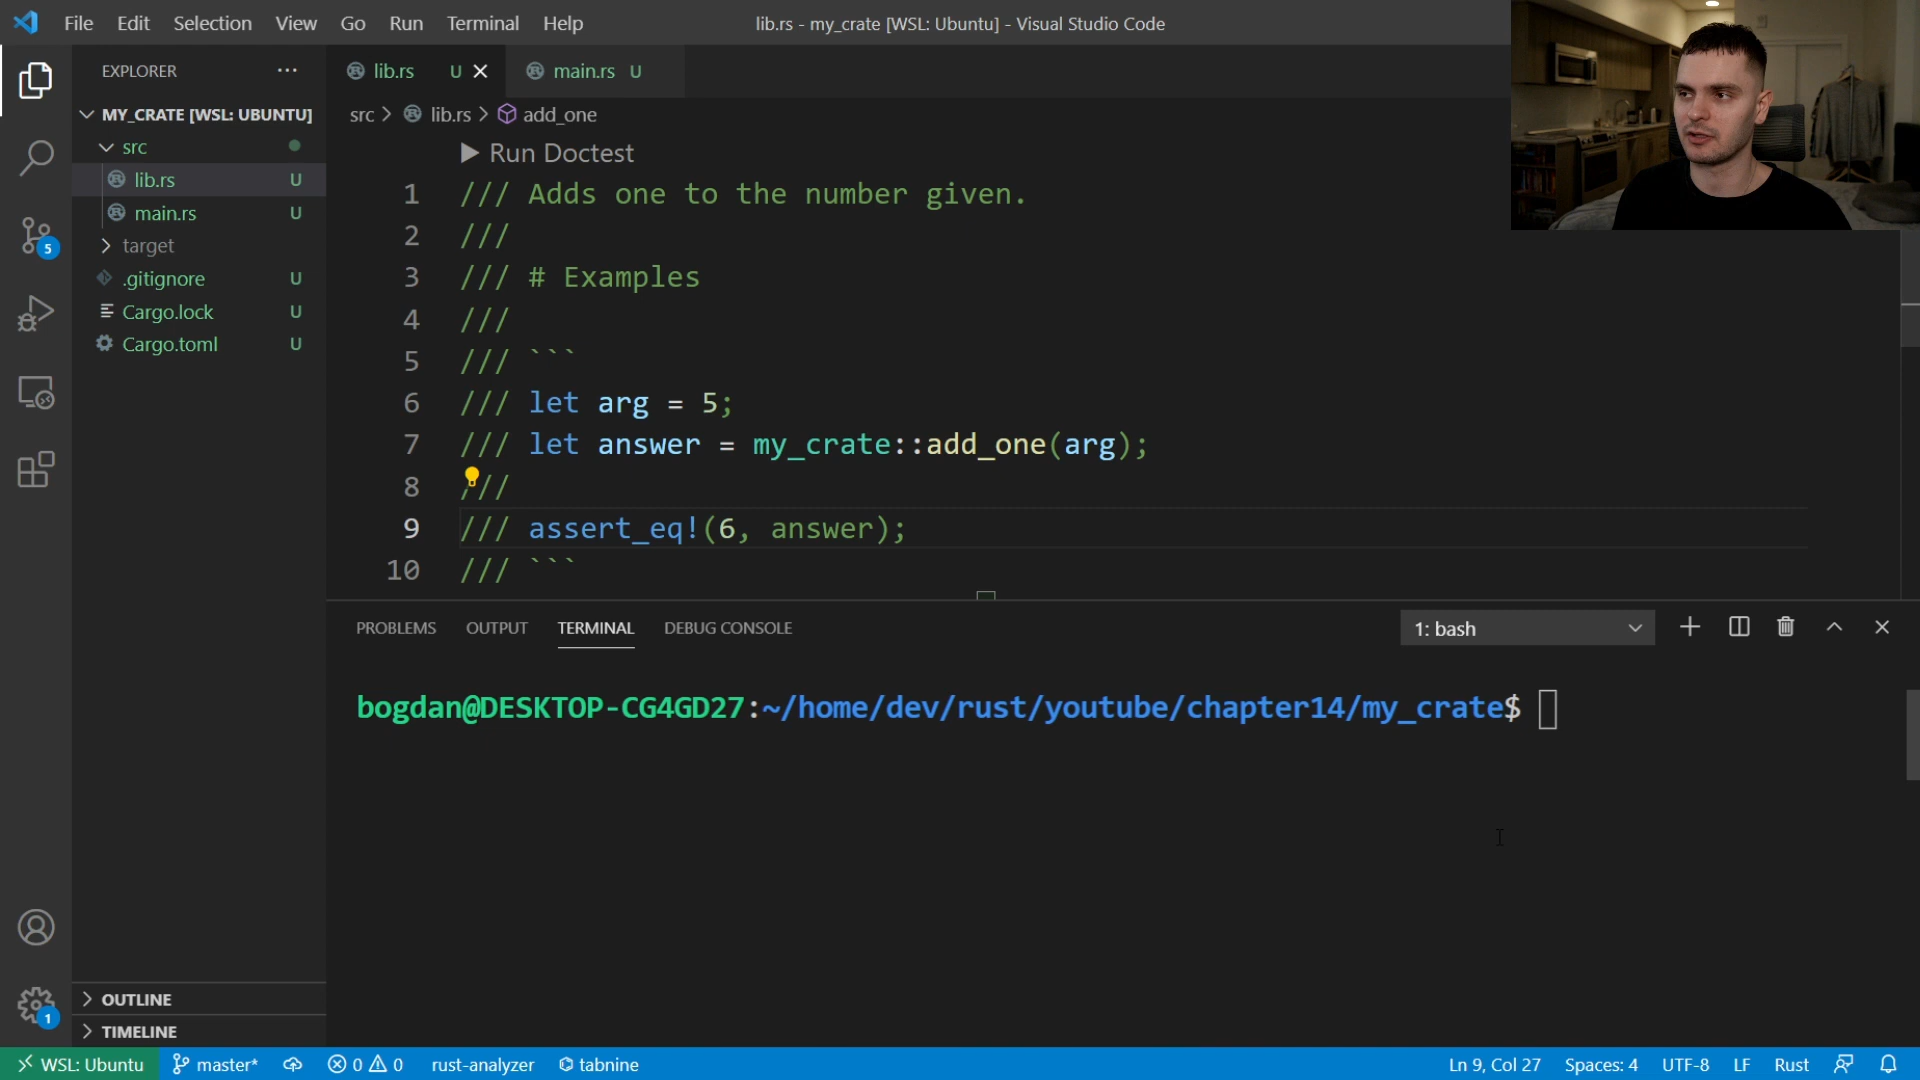 File Edit Selection View Go Run Terminal Help
lib.rs - my_crate [WSL: Ubuntu] - Visual Studio Code
EXPLORER
MY_CRATE [WSL: UBUNTU]
src
lib.rs U
main.rs U
target
.gitignore U
Cargo.lock U
Cargo.toml U
OUTLINE
TIMELINE
5
1
lib.rs U
main.rs U
src > lib.rs > add_one
Run Doctest
1 /// Adds one to the number given.
2 ///
3 /// # Examples
4 ///
5 /// ```
6 /// let arg = 5;
7 /// let answer = my_crate::add_one(arg);
8 ///
9 /// assert_eq!(6, answer);
10 /// ```
PROBLEMS OUTPUT TERMINAL DEBUG CONSOLE
1: bash
bogdan@DESKTOP-CG4GD27:~/home/dev/rust/youtube/chapter14/my_crate$
WSL: Ubuntu master* 0 0 rust-analyzer tabnine
Ln 9, Col 27 Spaces: 4 UTF-8 LF Rust